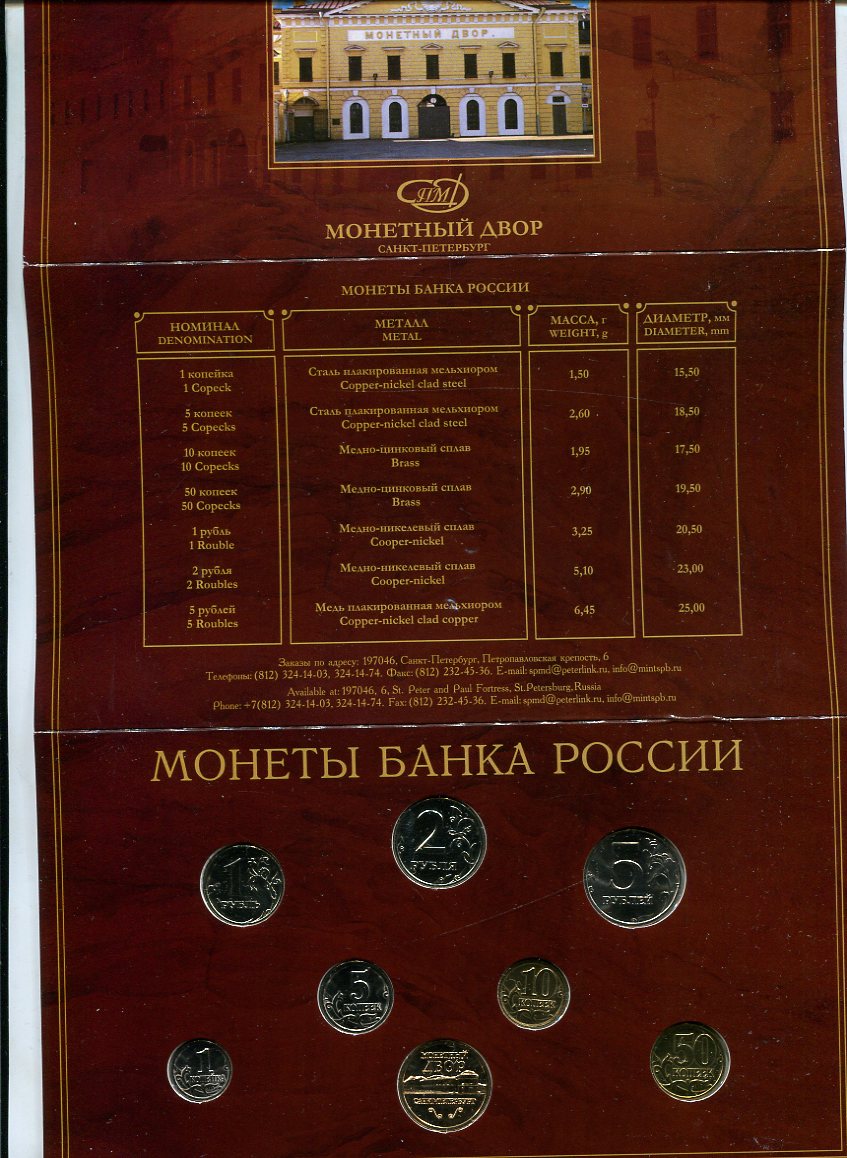 МОНЕТНЫЙ ДВОР.
СПМД
МОНЕТНЫЙ ДВОР
САНКТ-ПЕТЕРБУРГ
МОНЕТЫ БАНКА РОССИИ
НОМИНАЛ
DENOMINATION
МЕТАЛЛ
METAL
МАССА, г
WEIGHT, g
ДИАМЕТР, мм
DIAMETER, mm
1 копейка
1 Copeck
Сталь плакированная мельхиором
Copper-nickel clad steel
1,50
15,50
5 копеек
5 Copecks
Сталь плакированная мельхиором
Copper-nickel clad steel
2,60
18,50
10 копеек
10 Copecks
Медно-цинковый сплав
Brass
1,95
17,50
50 копеек
50 Copecks
Медно-цинковый сплав
Brass
2,90
19,50
1 рубль
1 Rouble
Медно-никелевый сплав
Cooper-nickel
3,25
20,50
2 рубля
2 Roubles
Медно-никелевый сплав
Cooper-nickel
5,10
23,00
5 рублей
5 Roubles
Медь плакированная мельхиором
Copper-nickel clad copper
6,45
25,00
Заказы по адресу: 197046, Санкт-Петербург, Петропавловская крепость, 6
Телефоны: (812) 324-14-03, 324-14-74. Факс: (812) 232-45-36. E-mail: spmd@peterlink.ru, info@mintspb.ru
Available at: 197046, 6, St. Peter and Paul Fortress, St.Petersburg, Russia
Phone: +7(812) 324-14-03, 324-14-74. Fax: (812) 232-45-36. E-mail: spmd@peterlink.ru, info@mintspb.ru
МОНЕТЫ БАНКА РОССИИ
1
РУБЛЬ
2
РУБЛЯ
5
РУБЛЕЙ
5
КОПЕЕК
10
КОПЕЕК
1
КОПЕЙКА
МОНЕТНЫЙ
ДВОР
САНКТ-ПЕТЕРБУРГ
50
КОПЕЕК